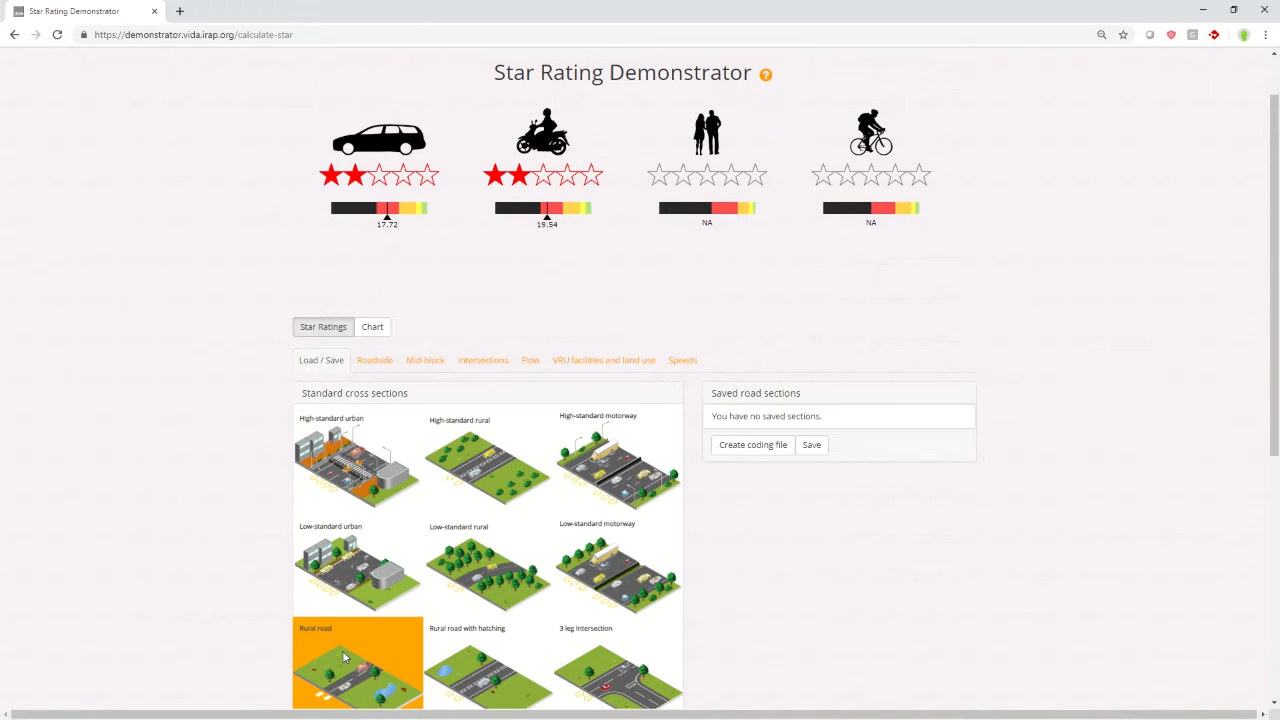 Star Rating Demonstrator
https://demonstrator.vida.irap.org/calculate-star
Star Rating Demonstrator ?
17.72
19.54
NA
NA
Star Ratings Chart
Load / Save Roadside Mid-block Intersections Flow VRU facilities and land use Speeds
Standard cross sections
Saved road sections
High-standard urban
High-standard rural
High-standard motorway
You have no saved sections.
Create coding file Save
Low-standard urban
Low-standard rural
Low-standard motorway
Rural road
Rural road with hatching
3 leg Intersection